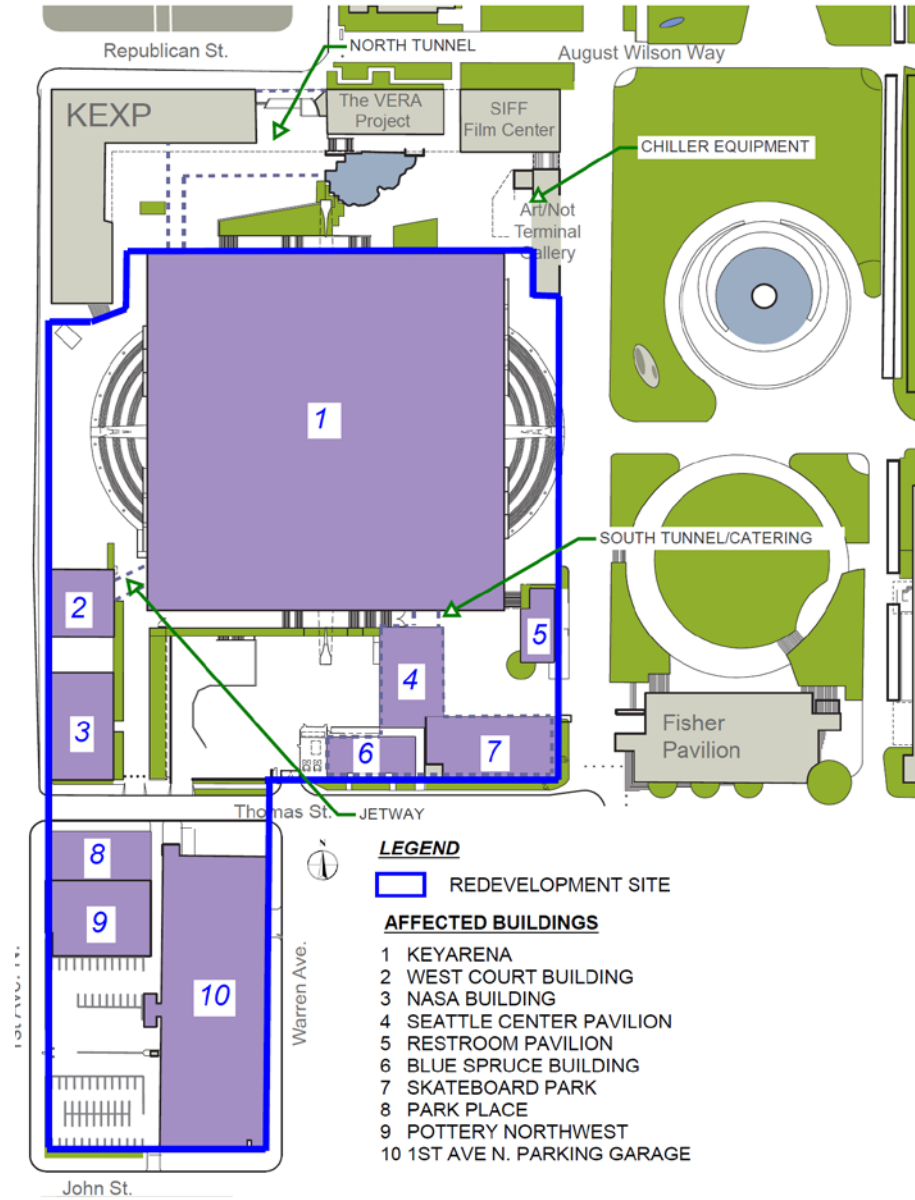 Republican St.
NORTH TUNNEL
August Wilson Way
KEXP
The VERA
Project
SIFF
Film Center
CHILLER EQUIPMENT
Art/Not
Terminal
Gallery
1
SOUTH TUNNEL/CATERING
2
5
4
3
6
7
Fisher
Pavilion
Thomas St.
JETWAY
N
8
9
10
1st Ave. N.
Warren Ave.
John St.
LEGEND
REDEVELOPMENT SITE
AFFECTED BUILDINGS
1 KEYARENA
2 WEST COURT BUILDING
3 NASA BUILDING
4 SEATTLE CENTER PAVILION
5 RESTROOM PAVILION
6 BLUE SPRUCE BUILDING
7 SKATEBOARD PARK
8 PARK PLACE
9 POTTERY NORTHWEST
10 1ST AVE N. PARKING GARAGE